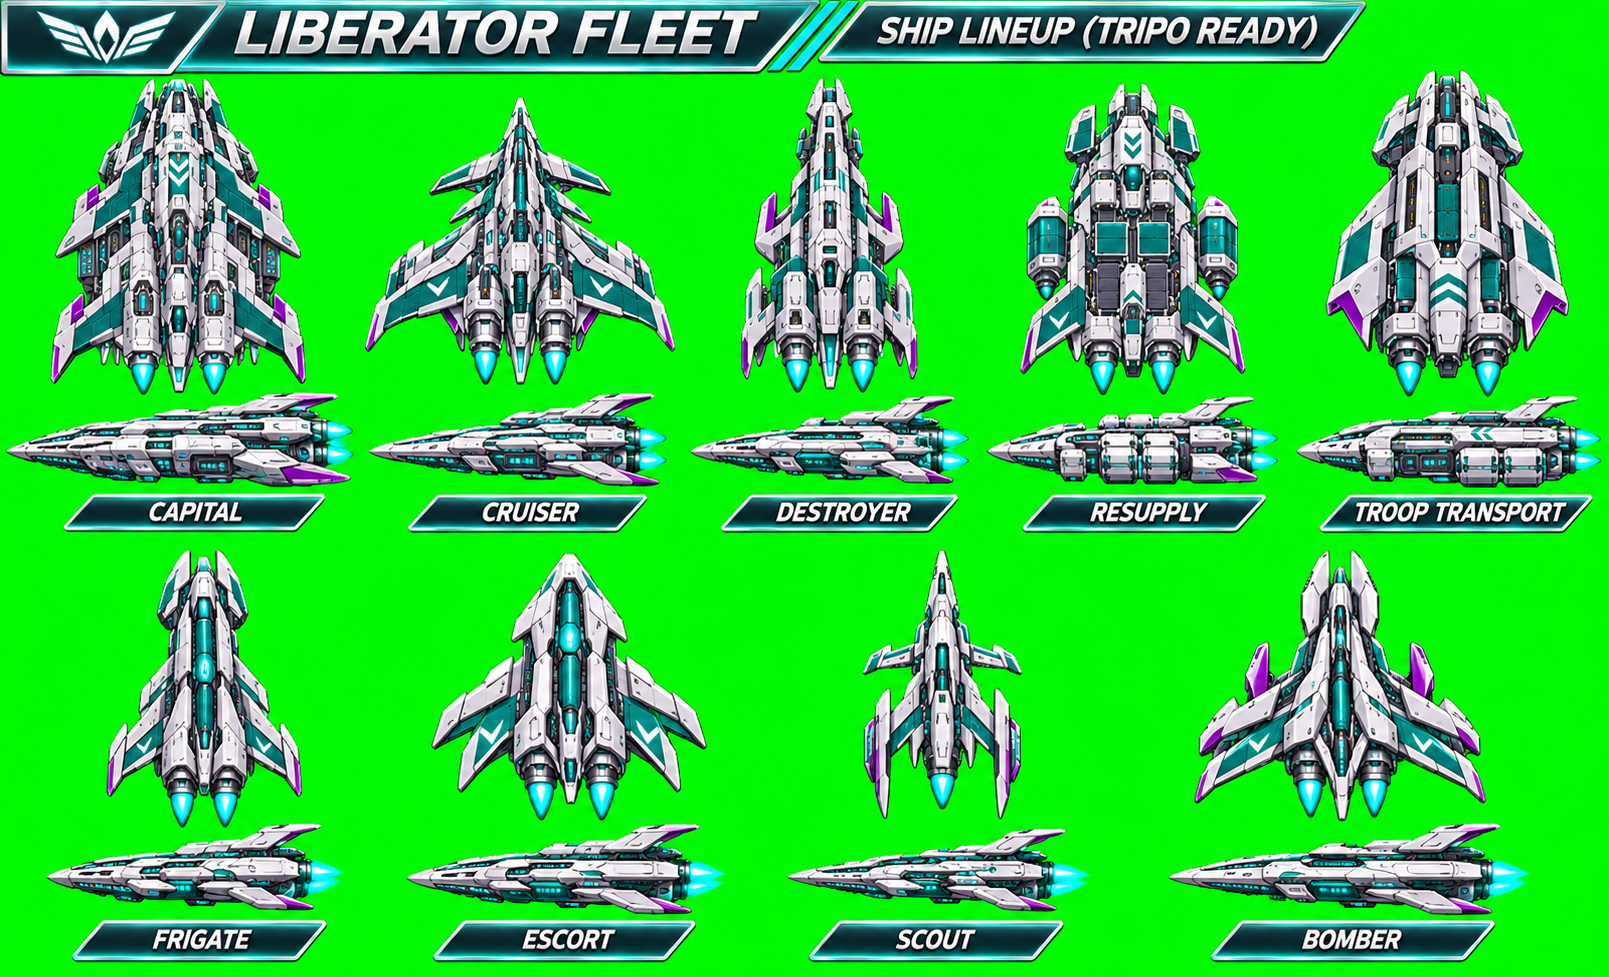 LIBERATOR FLEET
SHIP LINEUP (TRIPO READY)
CAPITAL
CRUISER
DESTROYER
RESUPPLY
TROOP TRANSPORT
FRIGATE
ESCORT
SCOUT
BOMBER